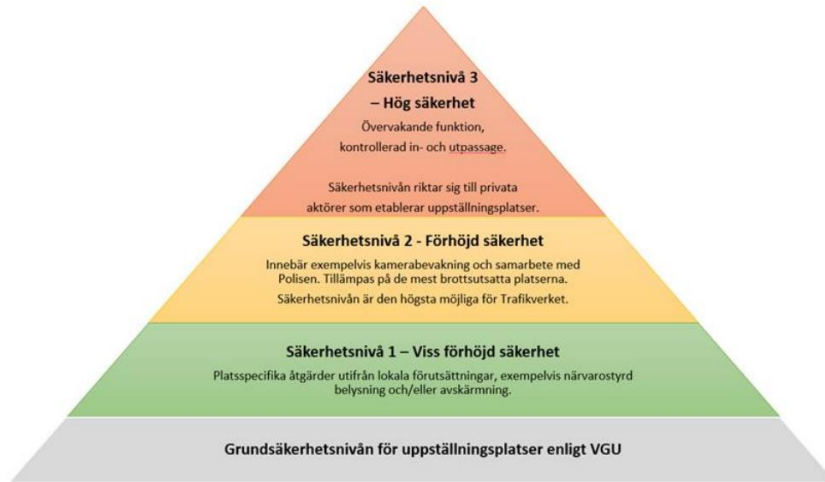 Säkerhetsnivå 3
– Hög säkerhet
Övervakande funktion,
kontrollerad in- och utpassage.
Säkerhetsnivån riktar sig till privata
aktörer som etablerar uppställningsplatser.
Säkerhetsnivå 2 - Förhöjd säkerhet
Innebär exempelvis kamerabevakning och samarbete med
Polisen. Tillämpas på de mest brottsutsatta platserna.
Säkerhetsnivån är den högsta möjliga för Trafikverket.
Säkerhetsnivå 1 – Viss förhöjd säkerhet
Platsspecifika åtgärder utifrån lokala förutsättningar, exempelvis närvarostyrd
belysning och/eller avskärmning.
Grundsäkerhetsnivån för uppställningsplatser enligt VGU